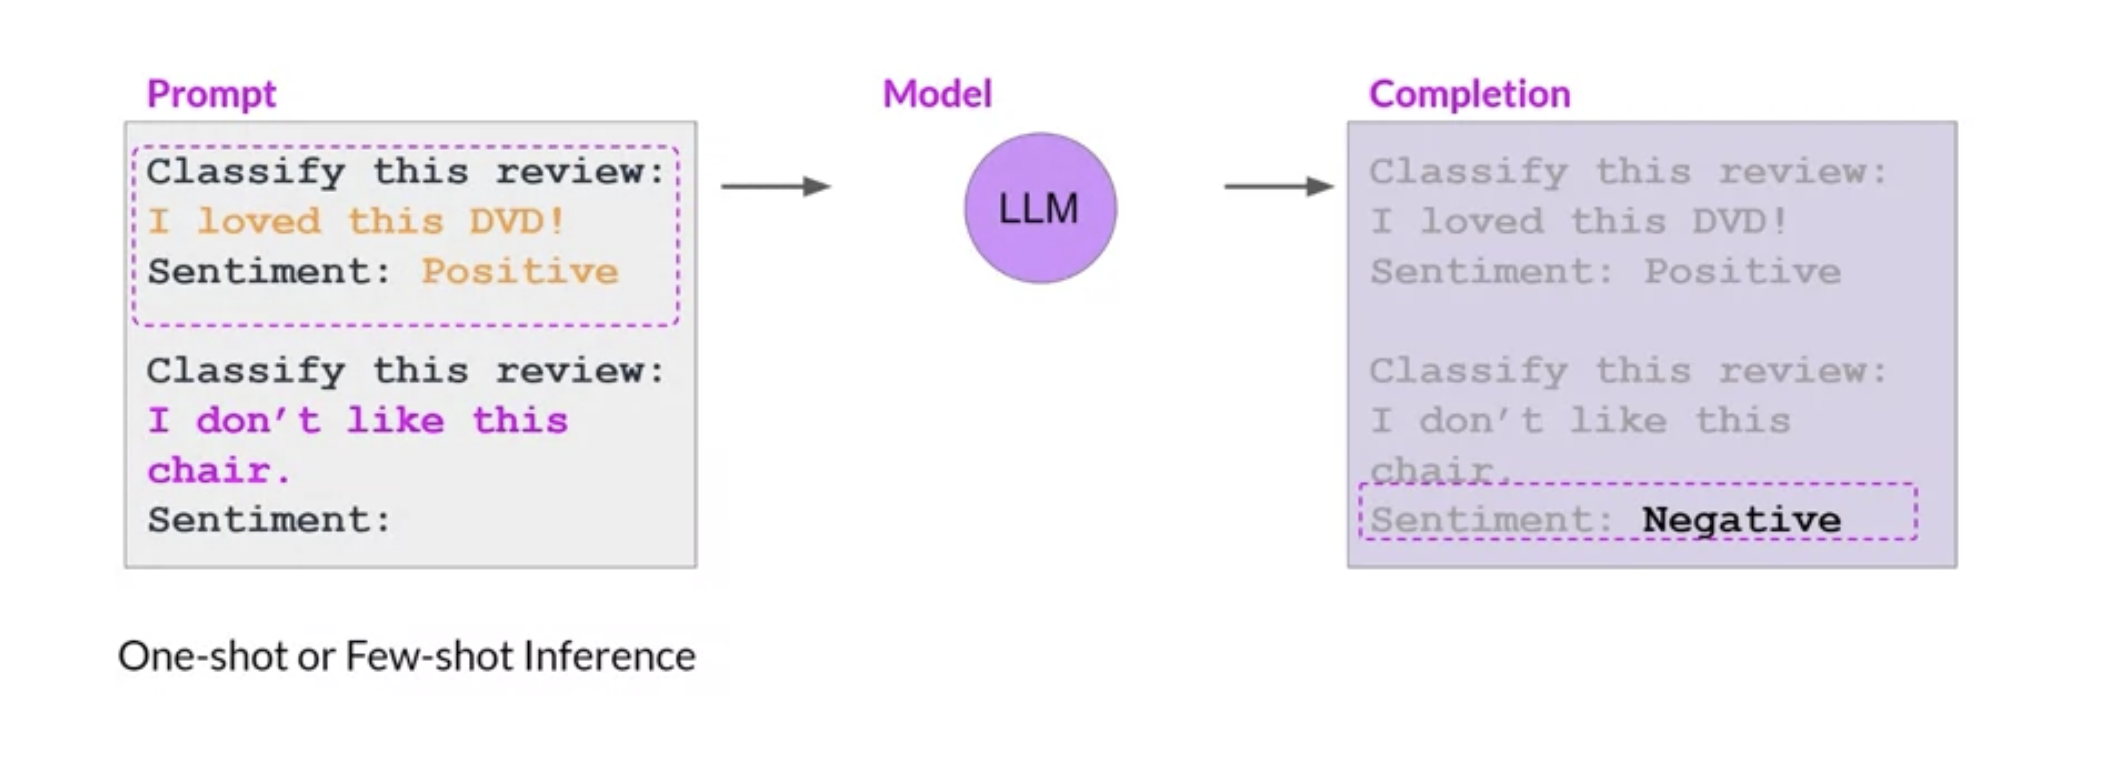 Prompt
Classify this review:
I loved this DVD!
Sentiment: Positive
Classify this review:
I don’t like this
chair.
Sentiment:
One-shot or Few-shot Inference
Model
LLM
Completion
Classify this review:
I loved this DVD!
Sentiment: Positive
Classify this review:
I don’t like this
chair.
Sentiment: Negative